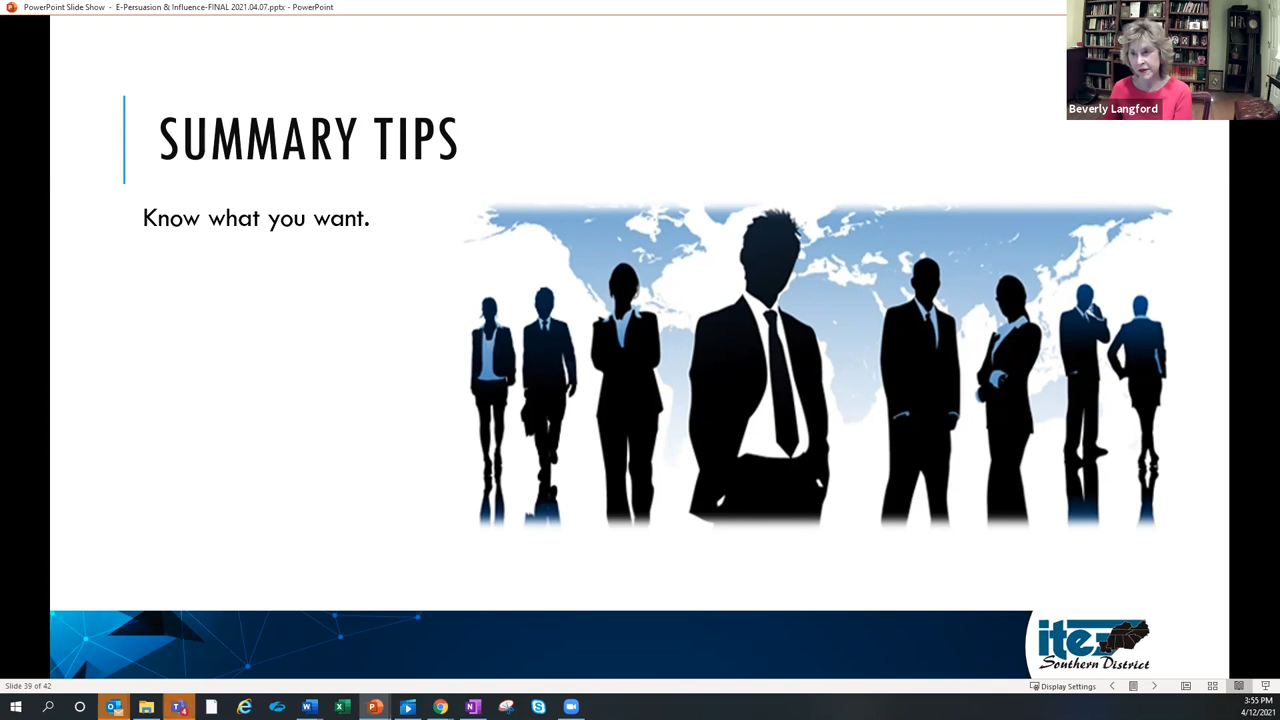 PowerPoint Slide Show - E-Persuasion & Influence-FINAL 2021.04.07.pptx - PowerPoint
Beverly Langford
SUMMARY TIPS
Know what you want.
ite
Southern District
Slide 39 of 42
Display Settings
3:55 PM
4/12/2021